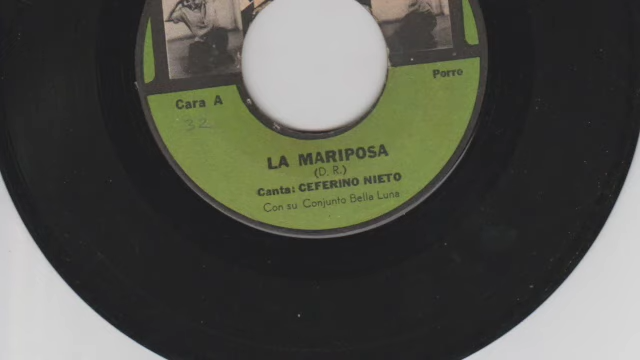 Porro
Cara A
32
LA MARIPOSA
(D. R.)
Canta: CEFERINO NIETO
Con su Conjunto Bella Luna